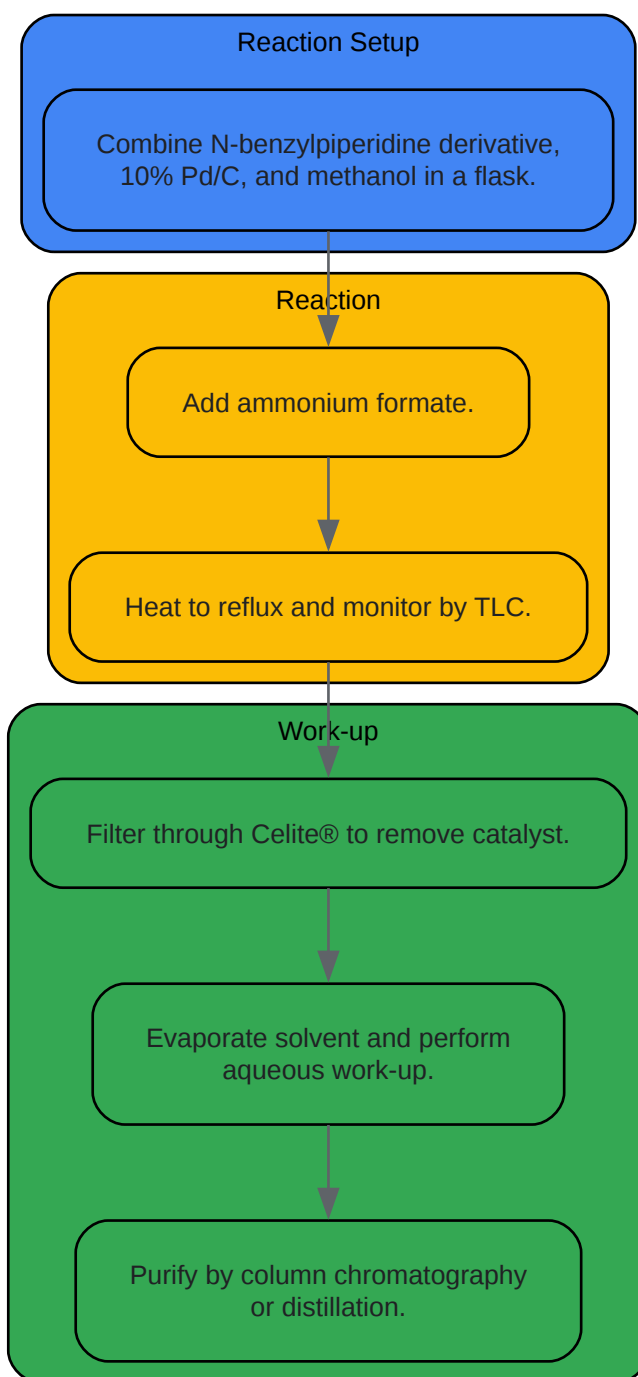 Reaction Setup
Combine N-benzylpiperidine derivative,
10% Pd/C, and methanol in a flask.
Reaction
Add ammonium formate.
Heat to reflux and monitor by TLC.
Work-up
Filter through Celite® to remove catalyst.
Evaporate solvent and perform
aqueous work-up.
Purify by column chromatography
or distillation.